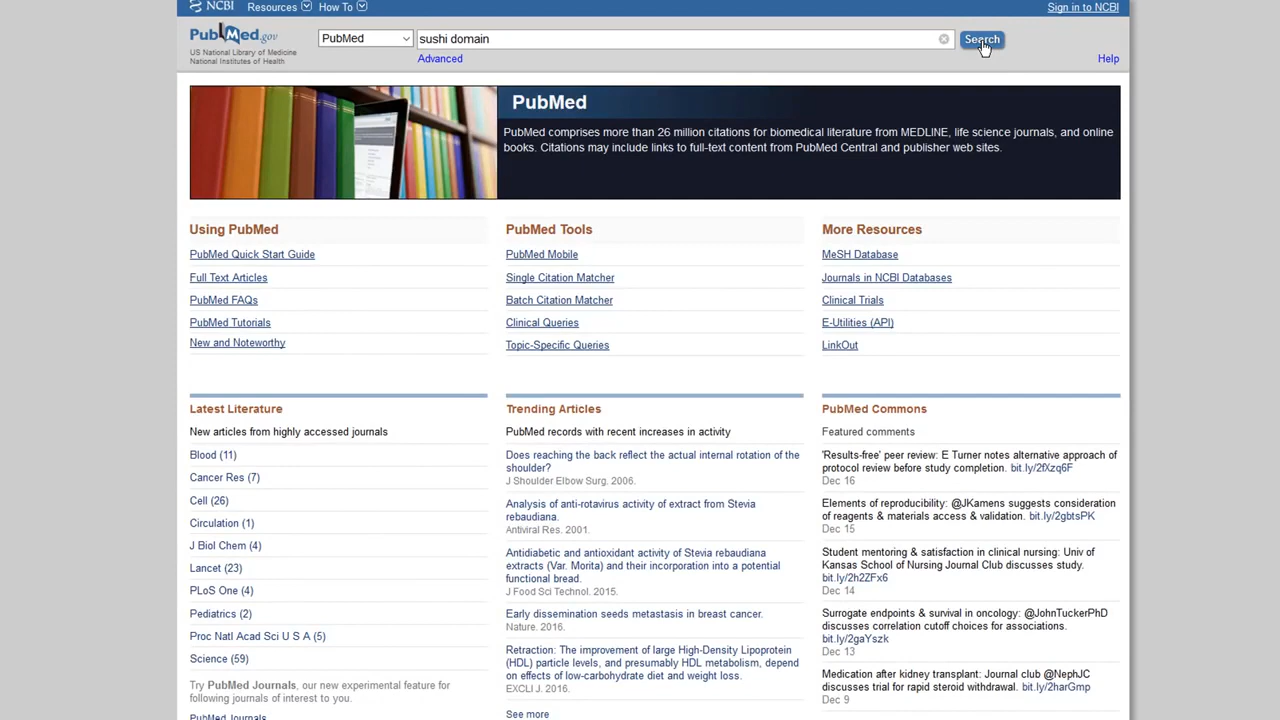 NCBI Resources How To Sign in to NCBI
PubMed.gov
US National Library of Medicine
National Institutes of Health
PubMed sushi domain Search
Advanced
Help
PubMed
PubMed comprises more than 26 million citations for biomedical literature from MEDLINE, life science journals, and online
books. Citations may include links to full-text content from PubMed Central and publisher web sites.
Using PubMed
PubMed Quick Start Guide
Full Text Articles
PubMed FAQs
PubMed Tutorials
New and Noteworthy
PubMed Tools
PubMed Mobile
Single Citation Matcher
Batch Citation Matcher
Clinical Queries
Topic-Specific Queries
More Resources
MeSH Database
Journals in NCBI Databases
Clinical Trials
E-Utilities (API)
LinkOut
Latest Literature
New articles from highly accessed journals
Blood (11)
Cancer Res (7)
Cell (26)
Circulation (1)
J Biol Chem (4)
Lancet (23)
PLoS One (4)
Pediatrics (2)
Proc Natl Acad Sci U S A (5)
Science (59)
Try PubMed Journals, our new experimental feature for
following journals of interest to you.
PubMed Journals
Trending Articles
PubMed records with recent increases in activity
Does reaching the back reflect the actual internal rotation of the
shoulder?
J Shoulder Elbow Surg. 2006.
Analysis of anti-rotavirus activity of extract from Stevia
rebaudiana.
Antiviral Res. 2001.
Antidiabetic and antioxidant activity of Stevia rebaudiana
extracts (Var. Morita) and their incorporation into a potential
functional bread.
J Food Sci Technol. 2015.
Early dissemination seeds metastasis in breast cancer.
Nature. 2016.
Retraction: The improvement of large High-Density Lipoprotein
(HDL) particle levels, and presumably HDL metabolism, depend
on effects of low-carbohydrate diet and weight loss.
EXCLI J. 2016.
See more
PubMed Commons
Featured comments
'Results-free' peer review: E Turner notes alternative approach of
protocol review before study completion. bit.ly/2fXzq6F
Dec 16
Elements of reproducibility: @JKamens suggests consideration
of reagents & materials access & validation. bit.ly/2gbtsPK
Dec 15
Student mentoring & satisfaction in clinical nursing: Univ of
Kansas School of Nursing Journal Club discusses study.
bit.ly/2h2ZFx6
Dec 14
Surrogate endpoints & survival in oncology: @JohnTuckerPhD
discusses correlation cutoff choices for associations.
bit.ly/2gaYszk
Dec 13
Medication after kidney transplant: Journal club @NephJC
discusses trial for rapid steroid withdrawal. bit.ly/2harGmp
Dec 9